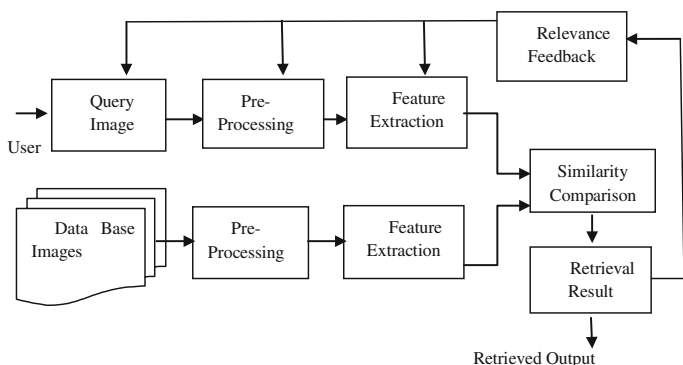 Relevance
Feedback
Query
Image
Pre-
Processing
Feature
Extraction
User
Similarity
Comparison
Data Base
Images
Pre-
Processing
Feature
Extraction
Retrieval
Result
Retrieved Output